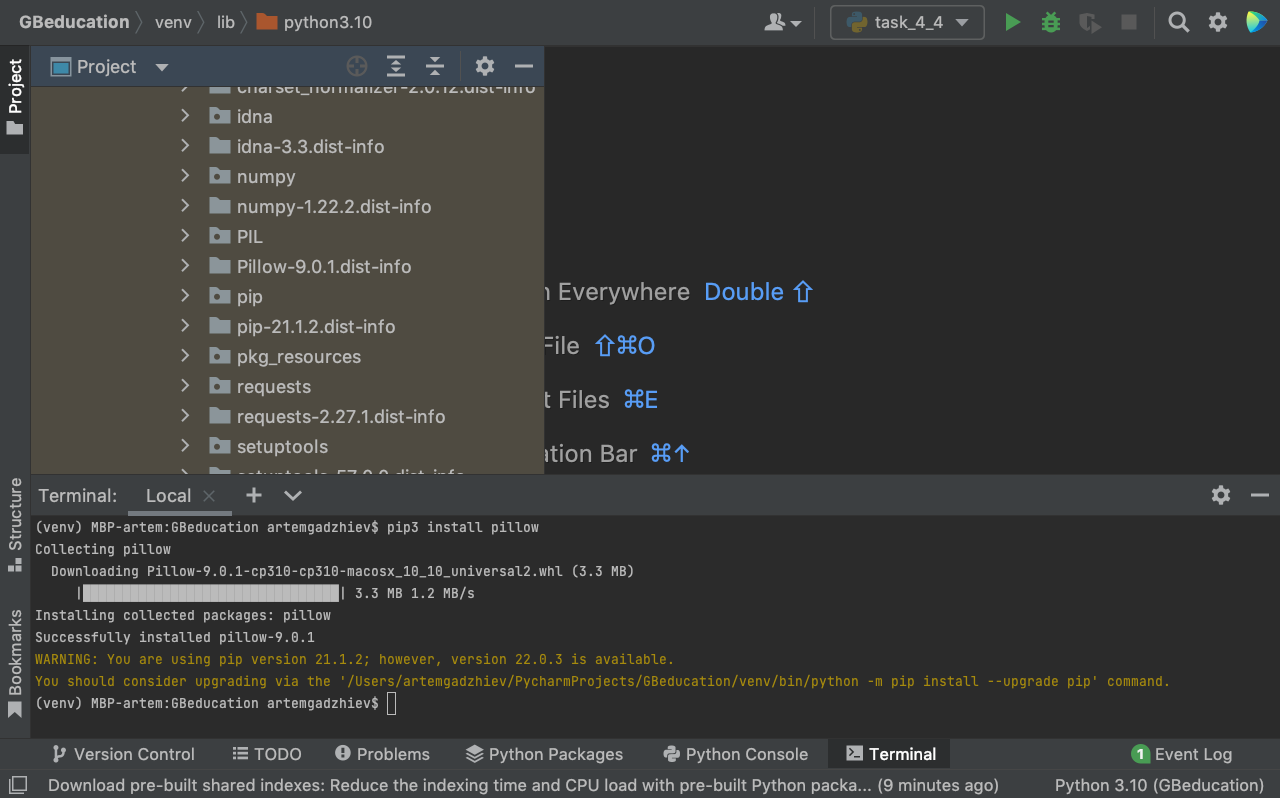 GBeducation venv lib python3.10
task_4_4
Project
Project
charset_normalizer-2.0.12.dist-info
idna
idna-3.3.dist-info
numpy
numpy-1.22.2.dist-info
PIL
Pillow-9.0.1.dist-info
pip
pip-21.1.2.dist-info
pkg_resources
requests
requests-2.27.1.dist-info
setuptools
Everywhere Double ⇧
File ⇧⌘O
t Files ⌘E
ation Bar ⌘↑
Structure
Bookmarks
Terminal: Local
(venv) MBP-artem:GBeducation artemgadzhiev$ pip3 install pillow
Collecting pillow
Downloading Pillow-9.0.1-cp310-cp310-macosx_10_10_universal2.whl (3.3 MB)
|████████████████████████████████| 3.3 MB 1.2 MB/s
Installing collected packages: pillow
Successfully installed pillow-9.0.1
WARNING: You are using pip version 21.1.2; however, version 22.0.3 is available.
You should consider upgrading via the '/Users/artemgadzhiev/PycharmProjects/GBeducation/venv/bin/python -m pip install --upgrade pip' command.
(venv) MBP-artem:GBeducation artemgadzhiev$
Version Control TODO Problems Python Packages Python Console Terminal 1 Event Log
Download pre-built shared indexes: Reduce the indexing time and CPU load with pre-built Python packa... (9 minutes ago) Python 3.10 (GBeducation)